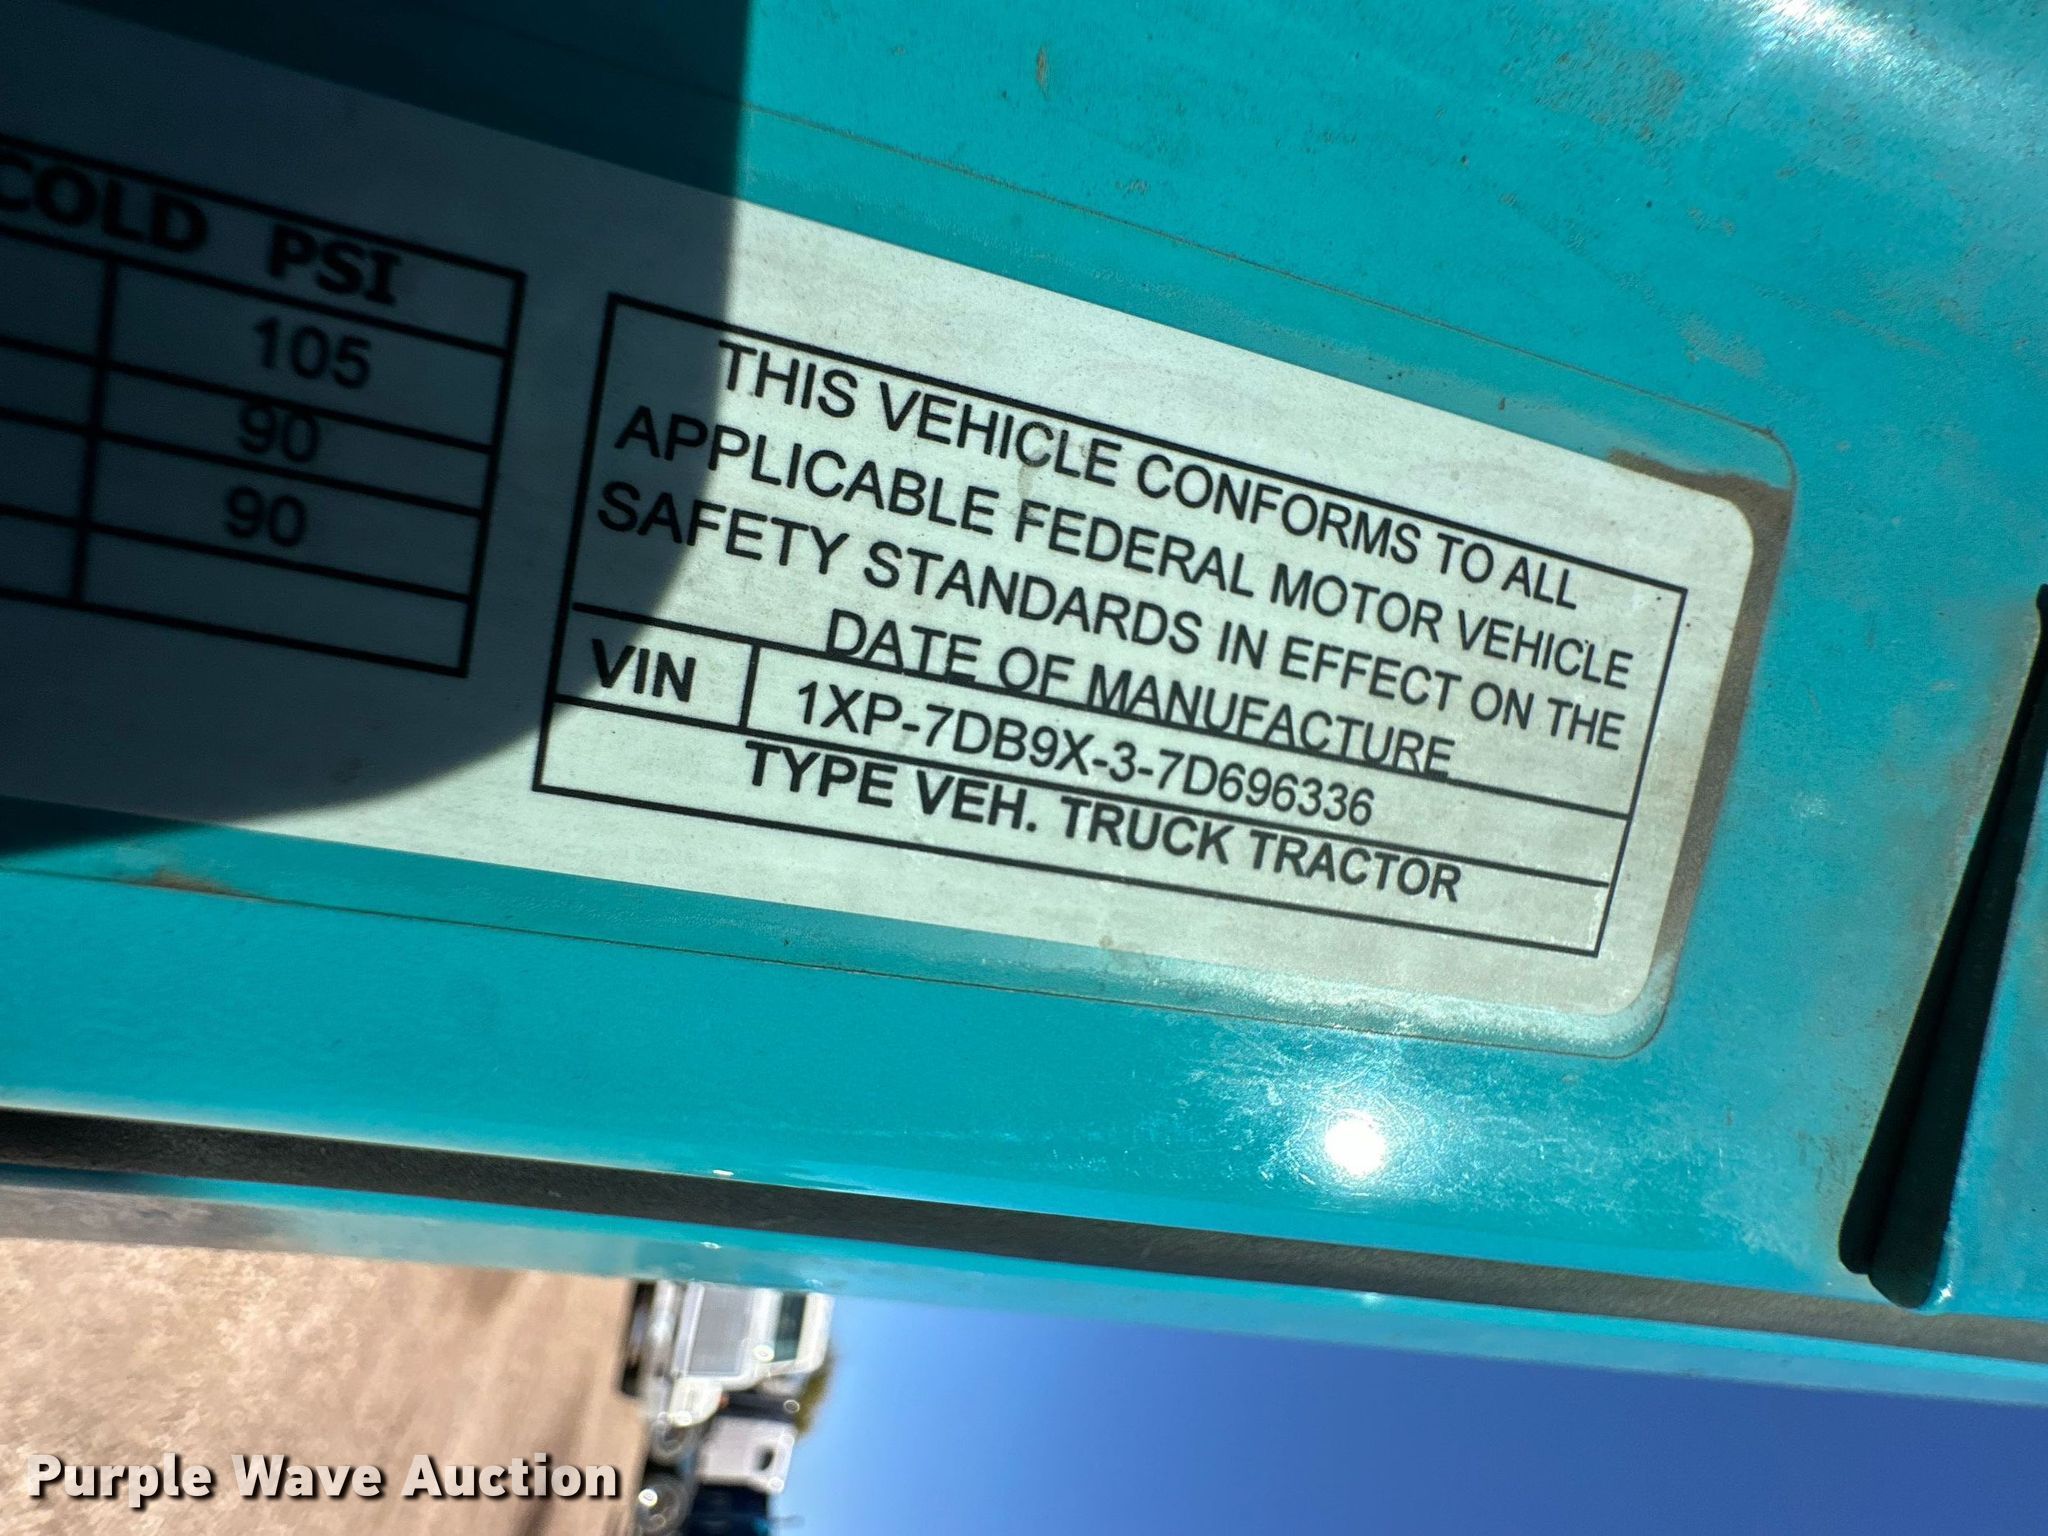 COLD PSI
105
90
90
THIS VEHICLE CONFORMS TO ALL
APPLICABLE FEDERAL MOTOR VEHICLE
SAFETY STANDARDS IN EFFECT ON THE
DATE OF MANUFACTURE
VIN 1XP-7DB9X-3-7D696336
TYPE VEH. TRUCK TRACTOR
Purple Wave Auction